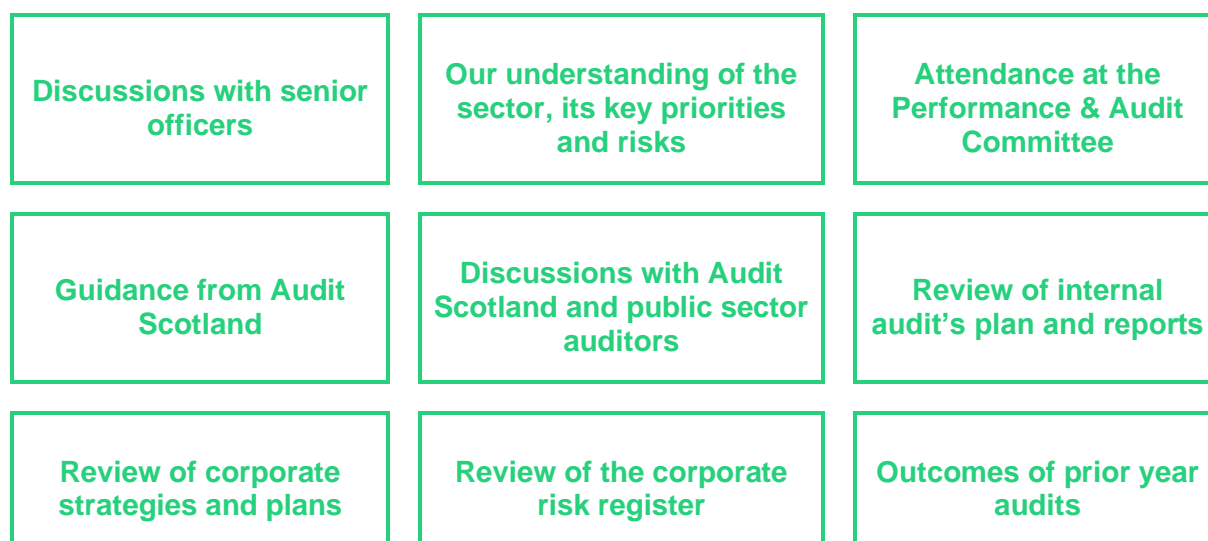 Discussions with senior
officers
Our understanding of the
sector, its key priorities
and risks
Attendance at the
Performance & Audit
Committee
Guidance from Audit
Scotland
Discussions with Audit
Scotland and public sector
auditors
Review of internal
audit’s plan and reports
Review of corporate
strategies and plans
Review of the corporate
risk register
Outcomes of prior year
audits